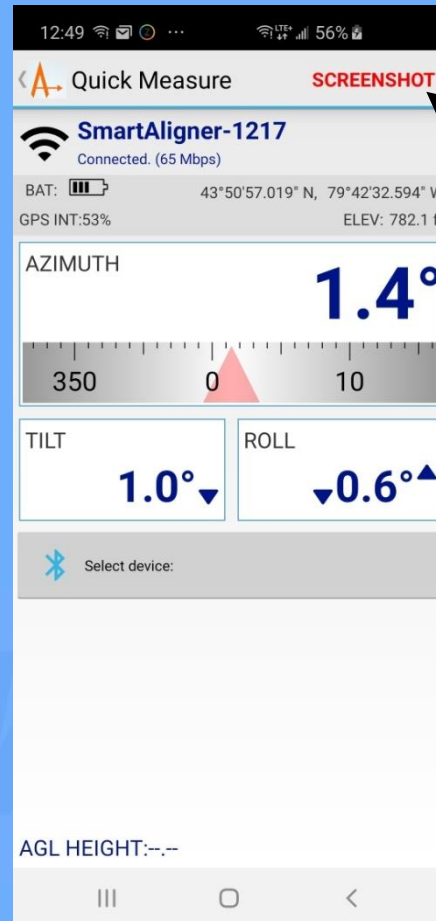 12:49 ... LTE+ 56%
Quick Measure SCREENSHOT
SmartAligner-1217
Connected. (65 Mbps)
BAT: 43°50'57.019" N, 79°42'32.594" W
GPS INT:53% ELEV: 782.1 f
AZIMUTH
1.4°
350 0 10
TILT ROLL
1.0° 0.6°
Select device:
AGL HEIGHT:--.--